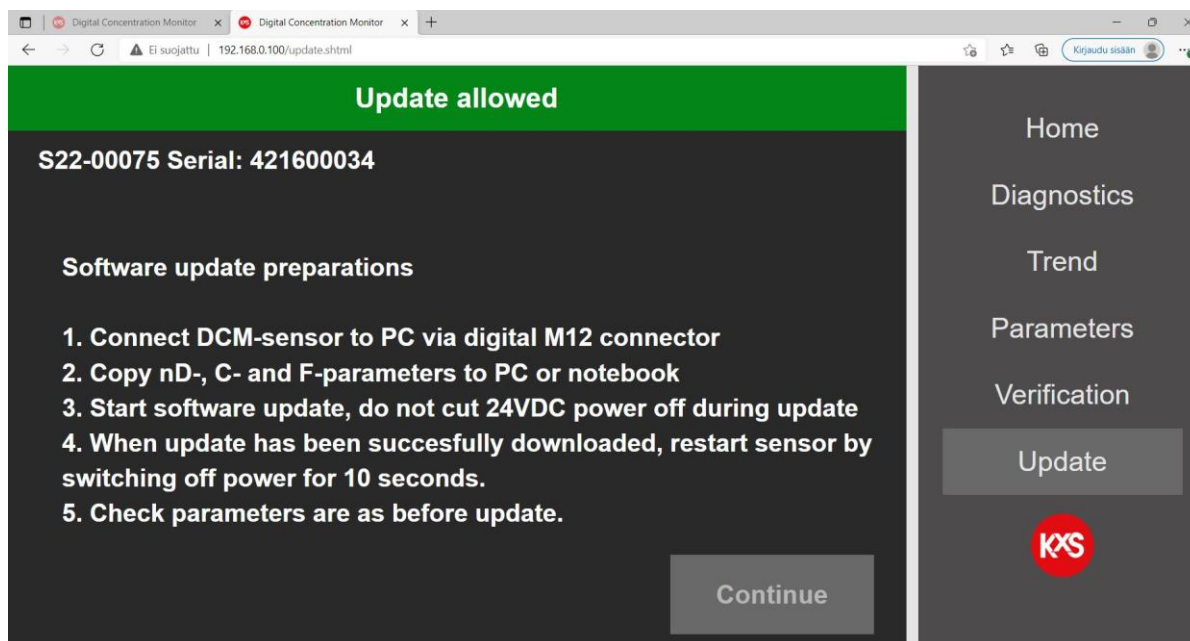 Digital Concentration Monitor
Digital Concentration Monitor
Ei suojattu | 192.168.0.100/update.shtml
Kirjaudu sisään
Update allowed
S22-00075 Serial: 421600034
Software update preparations
1. Connect DCM-sensor to PC via digital M12 connector
2. Copy nD-, C- and F-parameters to PC or notebook
3. Start software update, do not cut 24VDC power off during update
4. When update has been succesfully downloaded, restart sensor by
switching off power for 10 seconds.
5. Check parameters are as before update.
Continue
Home
Diagnostics
Trend
Parameters
Verification
Update
KXS